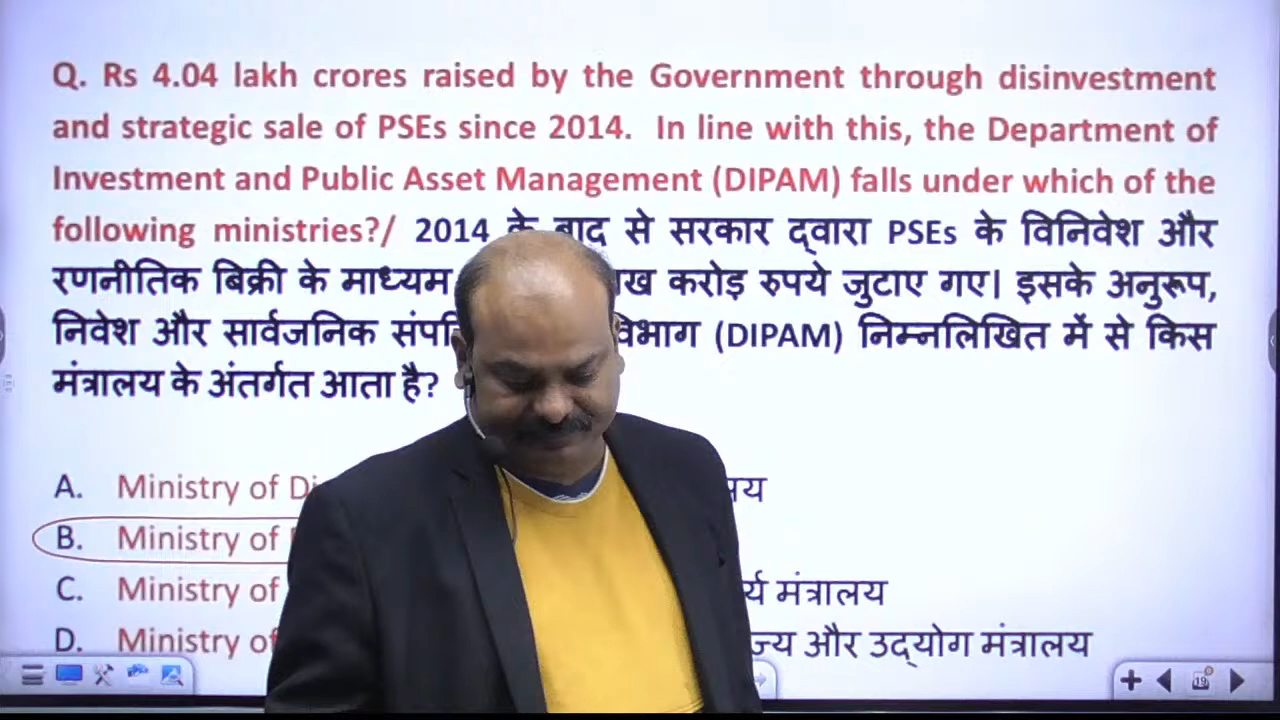 Q. Rs 4.04 lakh crores raised by the Government through disinvestment
and strategic sale of PSEs since 2014. In line with this, the Department of
Investment and Public Asset Management (DIPAM) falls under which of the
following ministries?/ 2014 के बाद से सरकार द्वारा PSEs के विनिवेश और
रणनीतिक बिक्री के माध्यम करोड़ रुपये जुटाए गए। इसके अनुरूप,
निवेश और सार्वजनिक (DIPAM) निम्नलिखित में से किस
मंत्रालय के अंतर्गत आता है?
A. Ministry of
B. Ministry of
C. Ministry of मंत्रालय
D. Ministry of और उद्योग मंत्रालय
19